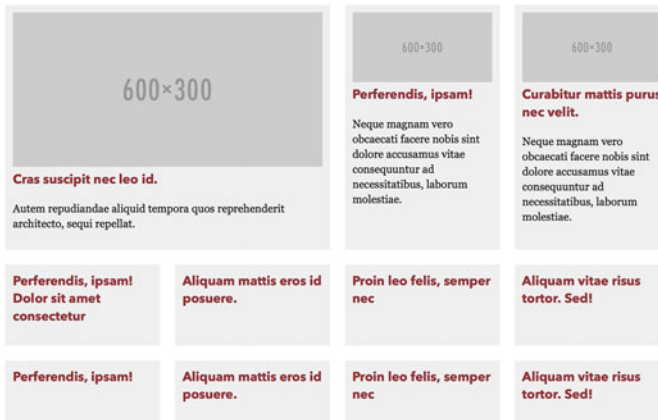 600×300
Cras suscipit nec leo id.
Autem repudiandae aliquid tempora quos reprehenderit
architecto, sequi repellat.
600×300
Perferendis, ipsam!
Neque magnam vero
obcaecati facere nobis sint
dolore accusamus vitae
consequuntur ad
necessitatibus, laborum
molestiae.
600×300
Curabitur mattis purus
nec velit.
Neque magnam vero
obcaecati facere nobis sint
dolore accusamus vitae
consequuntur ad
necessitatibus, laborum
molestiae.
Perferendis, ipsam!
Dolor sit amet
consectetur
Aliquam mattis eros id
posuere.
Proin leo felis, semper
nec
Aliquam vitae risus
tortor. Sed!
Perferendis, ipsam!
Aliquam mattis eros id
posuere.
Proin leo felis, semper
nec
Aliquam vitae risus
tortor. Sed!